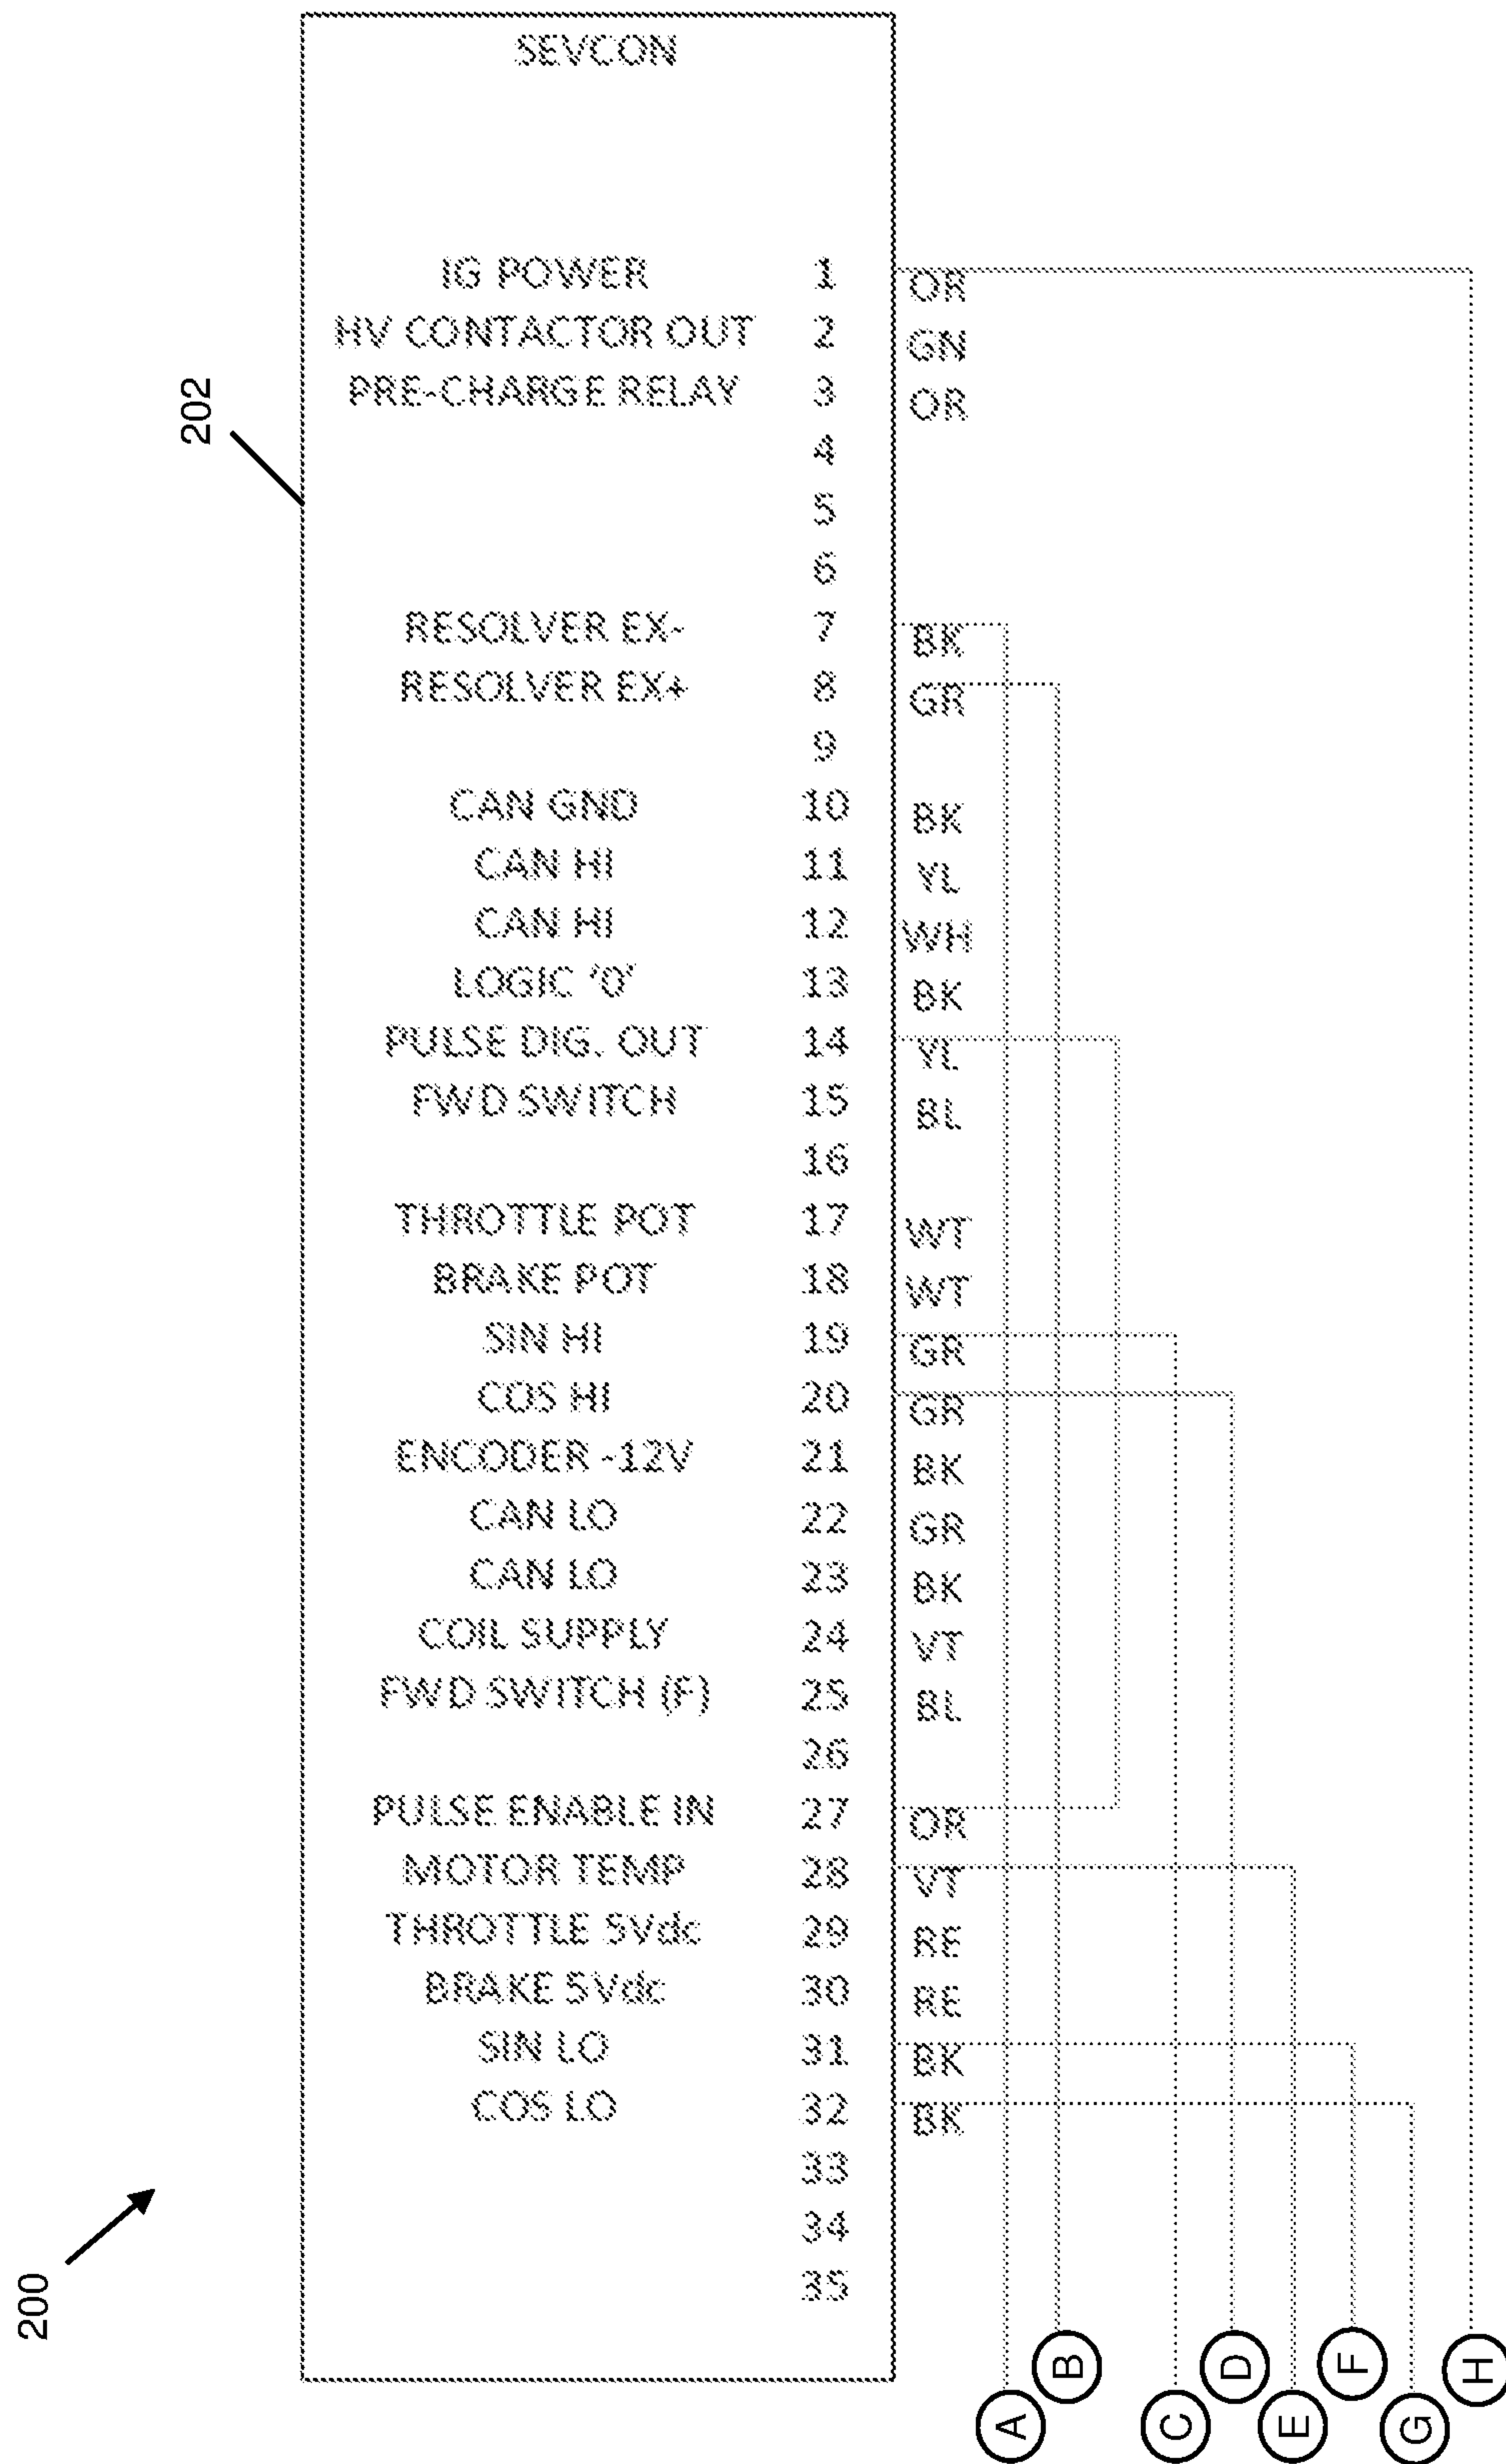 200
202
SEVCON
IG POWER 1 OR
HV CONTACTOR OUT 2 GN
PRE-CHARGE RELAY 3 OR
4
5
6
RESOLVER EX- 7 BK
RESOLVER EX+ 8 GR
9
CAN GND 10 BK
CAN HI 11 YL
CAN HI 12 WH
LOGIC ‘0’ 13 BK
PULSE DIG. OUT 14 YL
FWD SWITCH 15 BL
16
THROTTLE POT 17 WT
BRAKE POT 18 WT
SIN HI 19 GR
COS HI 20 GR
ENCODER -12V 21 BK
CAN LO 22 GR
CAN LO 23 BK
COIL SUPPLY 24 VT
FWD SWITCH (F) 25 BL
26
PULSE ENABLE IN 27 OR
MOTOR TEMP 28 VT
THROTTLE 5Vdc 29 RE
BRAKE 5Vdc 30 RE
SIN LO 31 BK
COS LO 32 BK
33
34
35
A
B
C
D
E
F
G
H